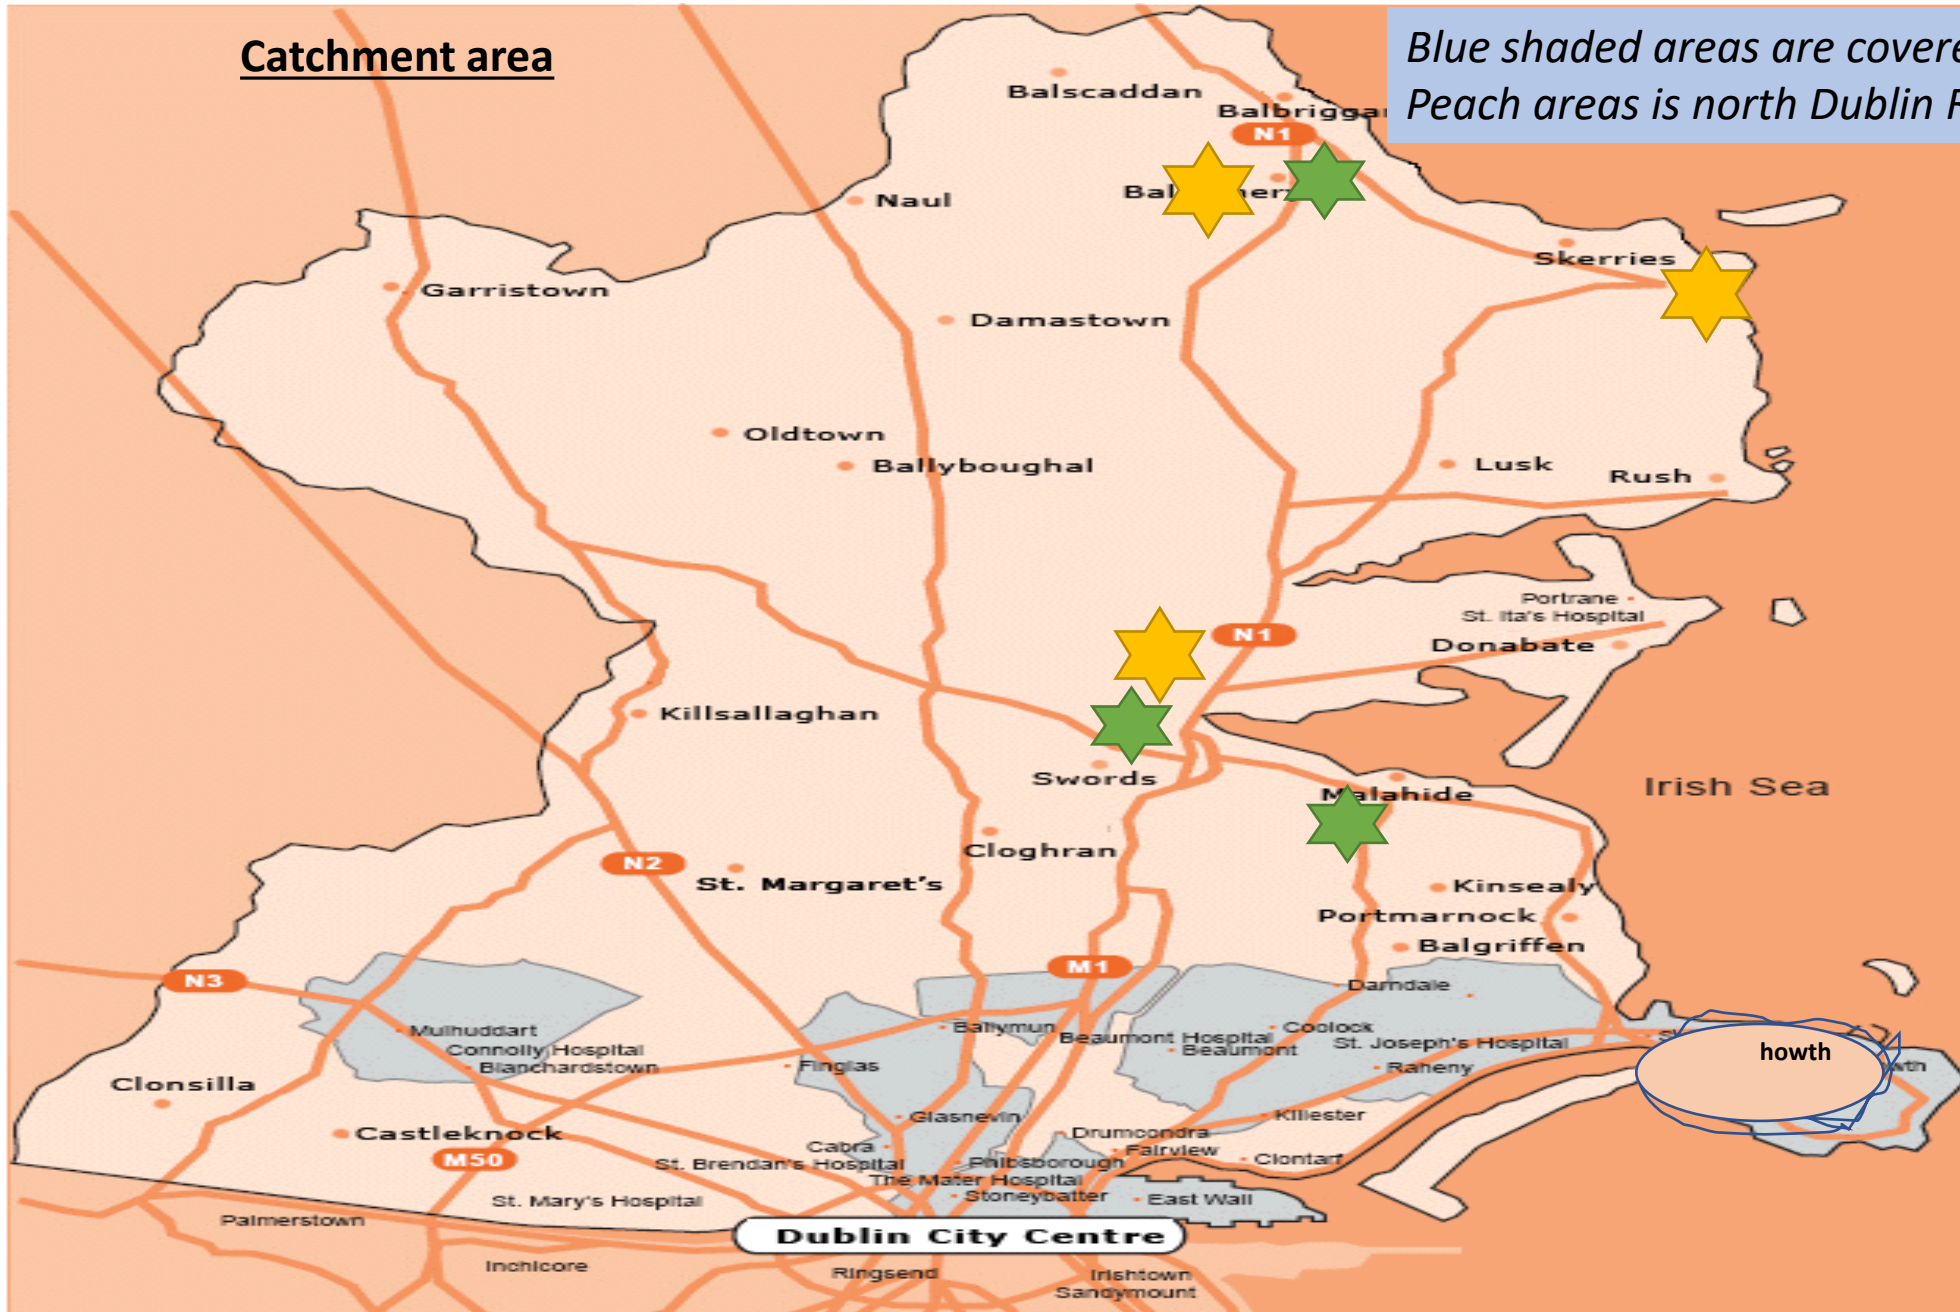 Catchment area
Blue shaded areas are covere
Peach areas is north Dublin R
Balscaddan
Balbriggan
N1
Naul
Skerries
Garristown
Damastown
Oldtown
Ballyboughal
Lusk
Rush
Portrane
St. Ita's Hospital
N1
Donabate
Killsallaghan
Swords
Irish Sea
Malahide
Cloghran
N2
St. Margaret's
Kinsealy
Portmarnock
Balgriffen
M1
N3
Darndale
Mulhuddart
Ballymun
Coolock
Connolly Hospital
Beaumont Hospital
St. Joseph's Hospital
howth
Beaumont
Blanchardstown
Finglas
Raheny
Clonsilla
Glasnevin
Killester
Castleknock
Drumcondra
Cabra
Fairview
M50
St. Brendan's Hospital
Phibsborough
Clontarf
The Mater Hospital
St. Mary's Hospital
Stoneybatter
East Wall
Palmerstown
Dublin City Centre
Inchicore
Ringsend
Irishtown
Sandymount